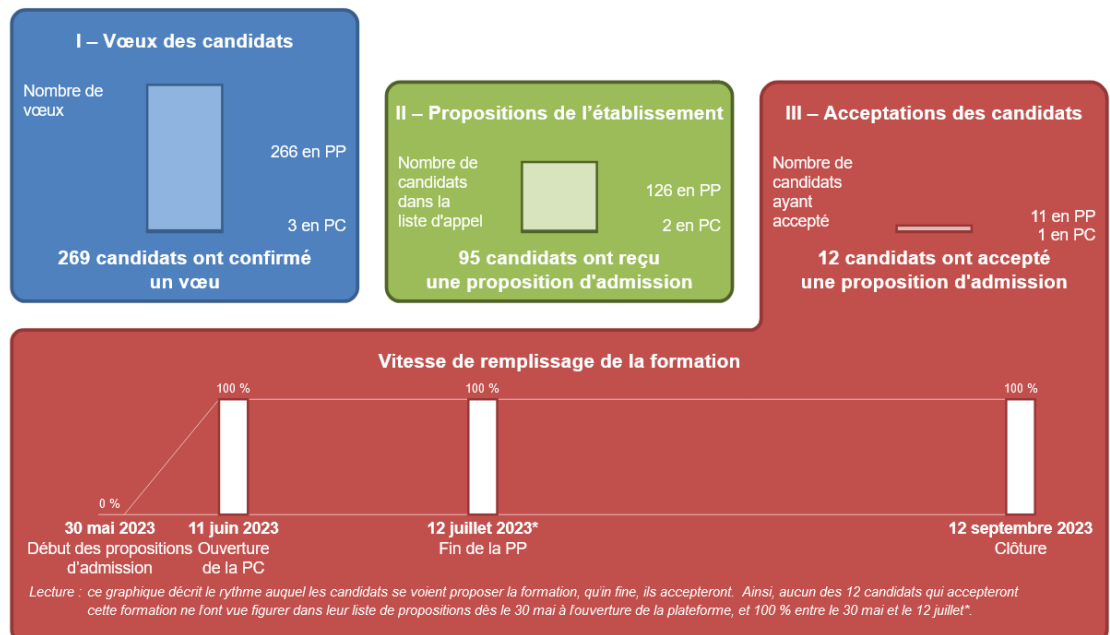 I – Vœux des candidats
Nombre de
vœux
266 en PP
3 en PC
269 candidats ont confirmé
un vœu
II – Propositions de l'établissement
Nombre de
candidats
dans la
liste d'appel
126 en PP
2 en PC
95 candidats ont reçu
une proposition d'admission
III – Acceptations des candidats
Nombre de
candidats
ayant
accepté
11 en PP
1 en PC
12 candidats ont accepté
une proposition d'admission
Vitesse de remplissage de la formation
0 %
100 %
100 %
100 %
30 mai 2023
Début des propositions
d'admission
11 juin 2023
Ouverture
de la PC
12 juillet 2023*
Fin de la PP
12 septembre 2023
Clôture
Lecture : ce graphique décrit le rythme auquel les candidats se voient proposer la formation, qu'in fine, ils accepteront. Ainsi, aucun des 12 candidats qui accepteront
cette formation ne l'ont vue figurer dans leur liste de propositions dès le 30 mai à l'ouverture de la plateforme, et 100 % entre le 30 mai et le 12 juillet*.